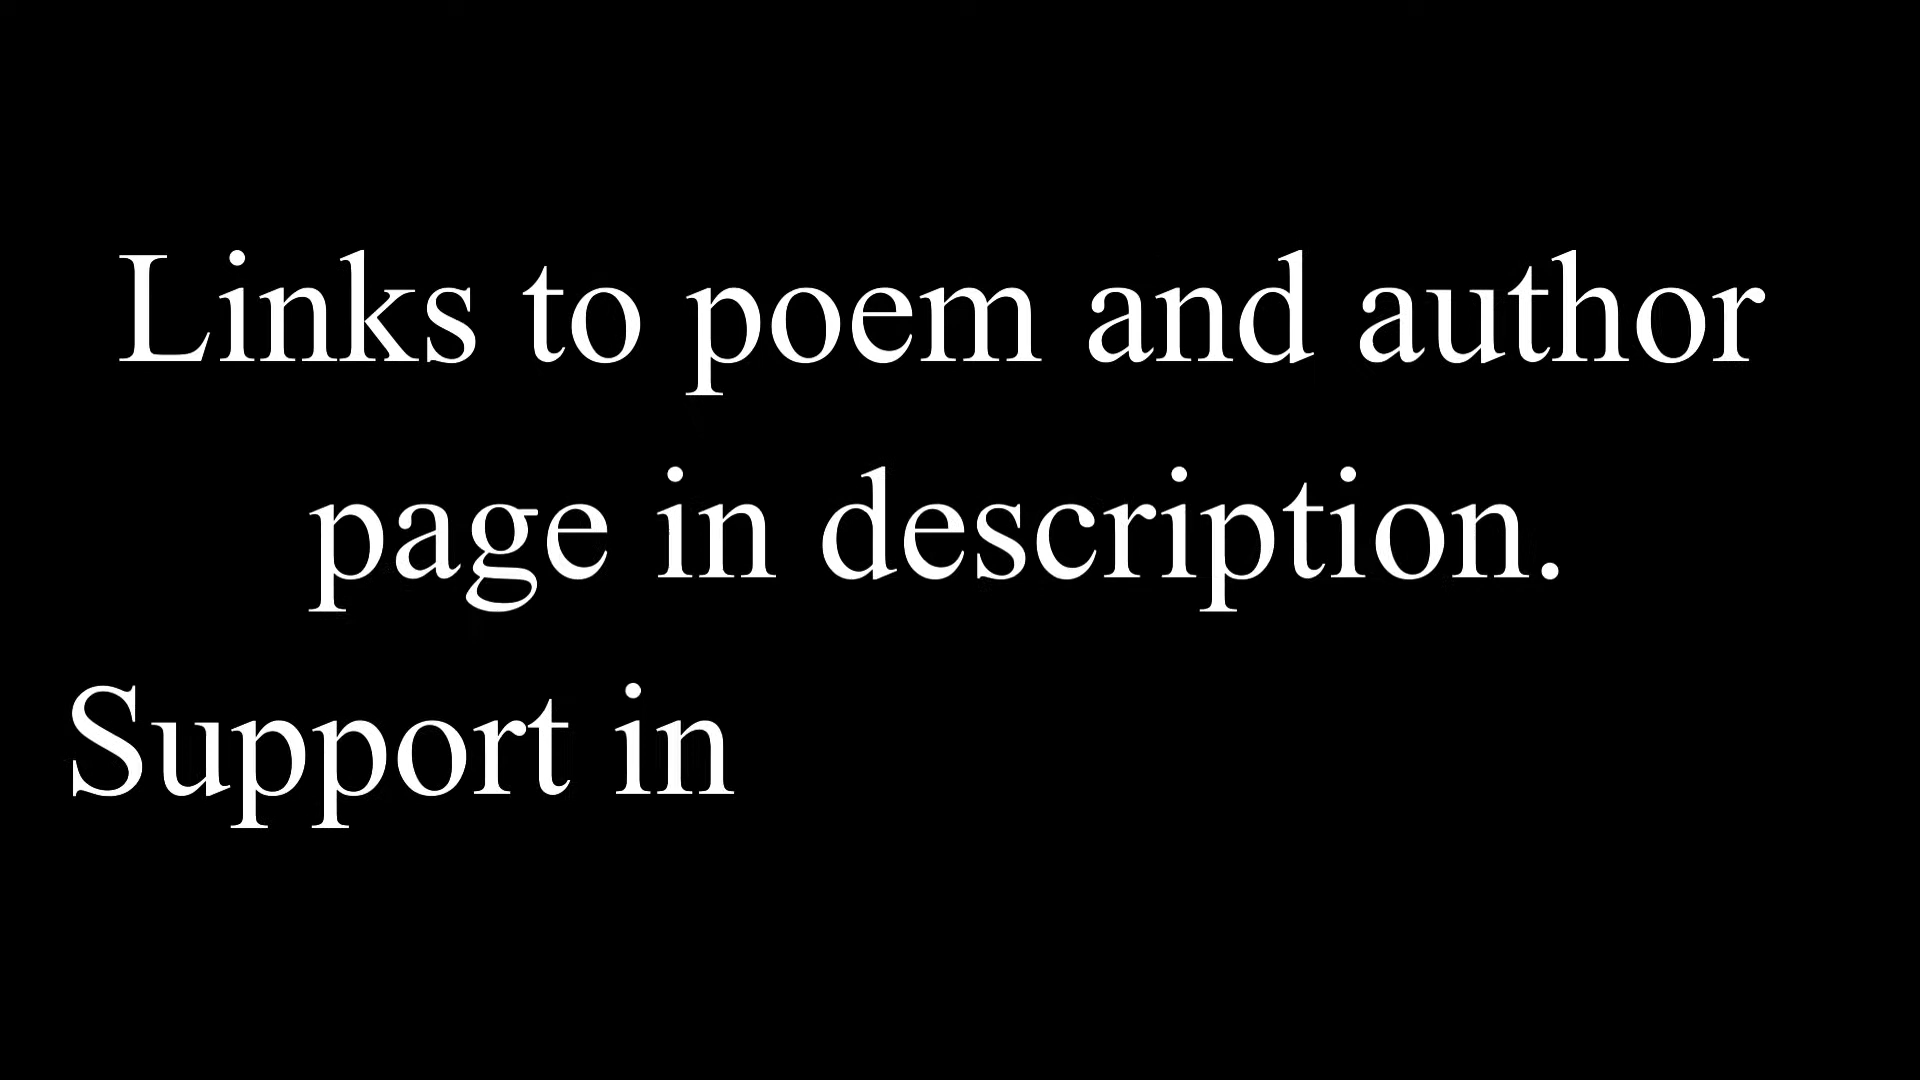 Links to poem and author
page in description.
Support in